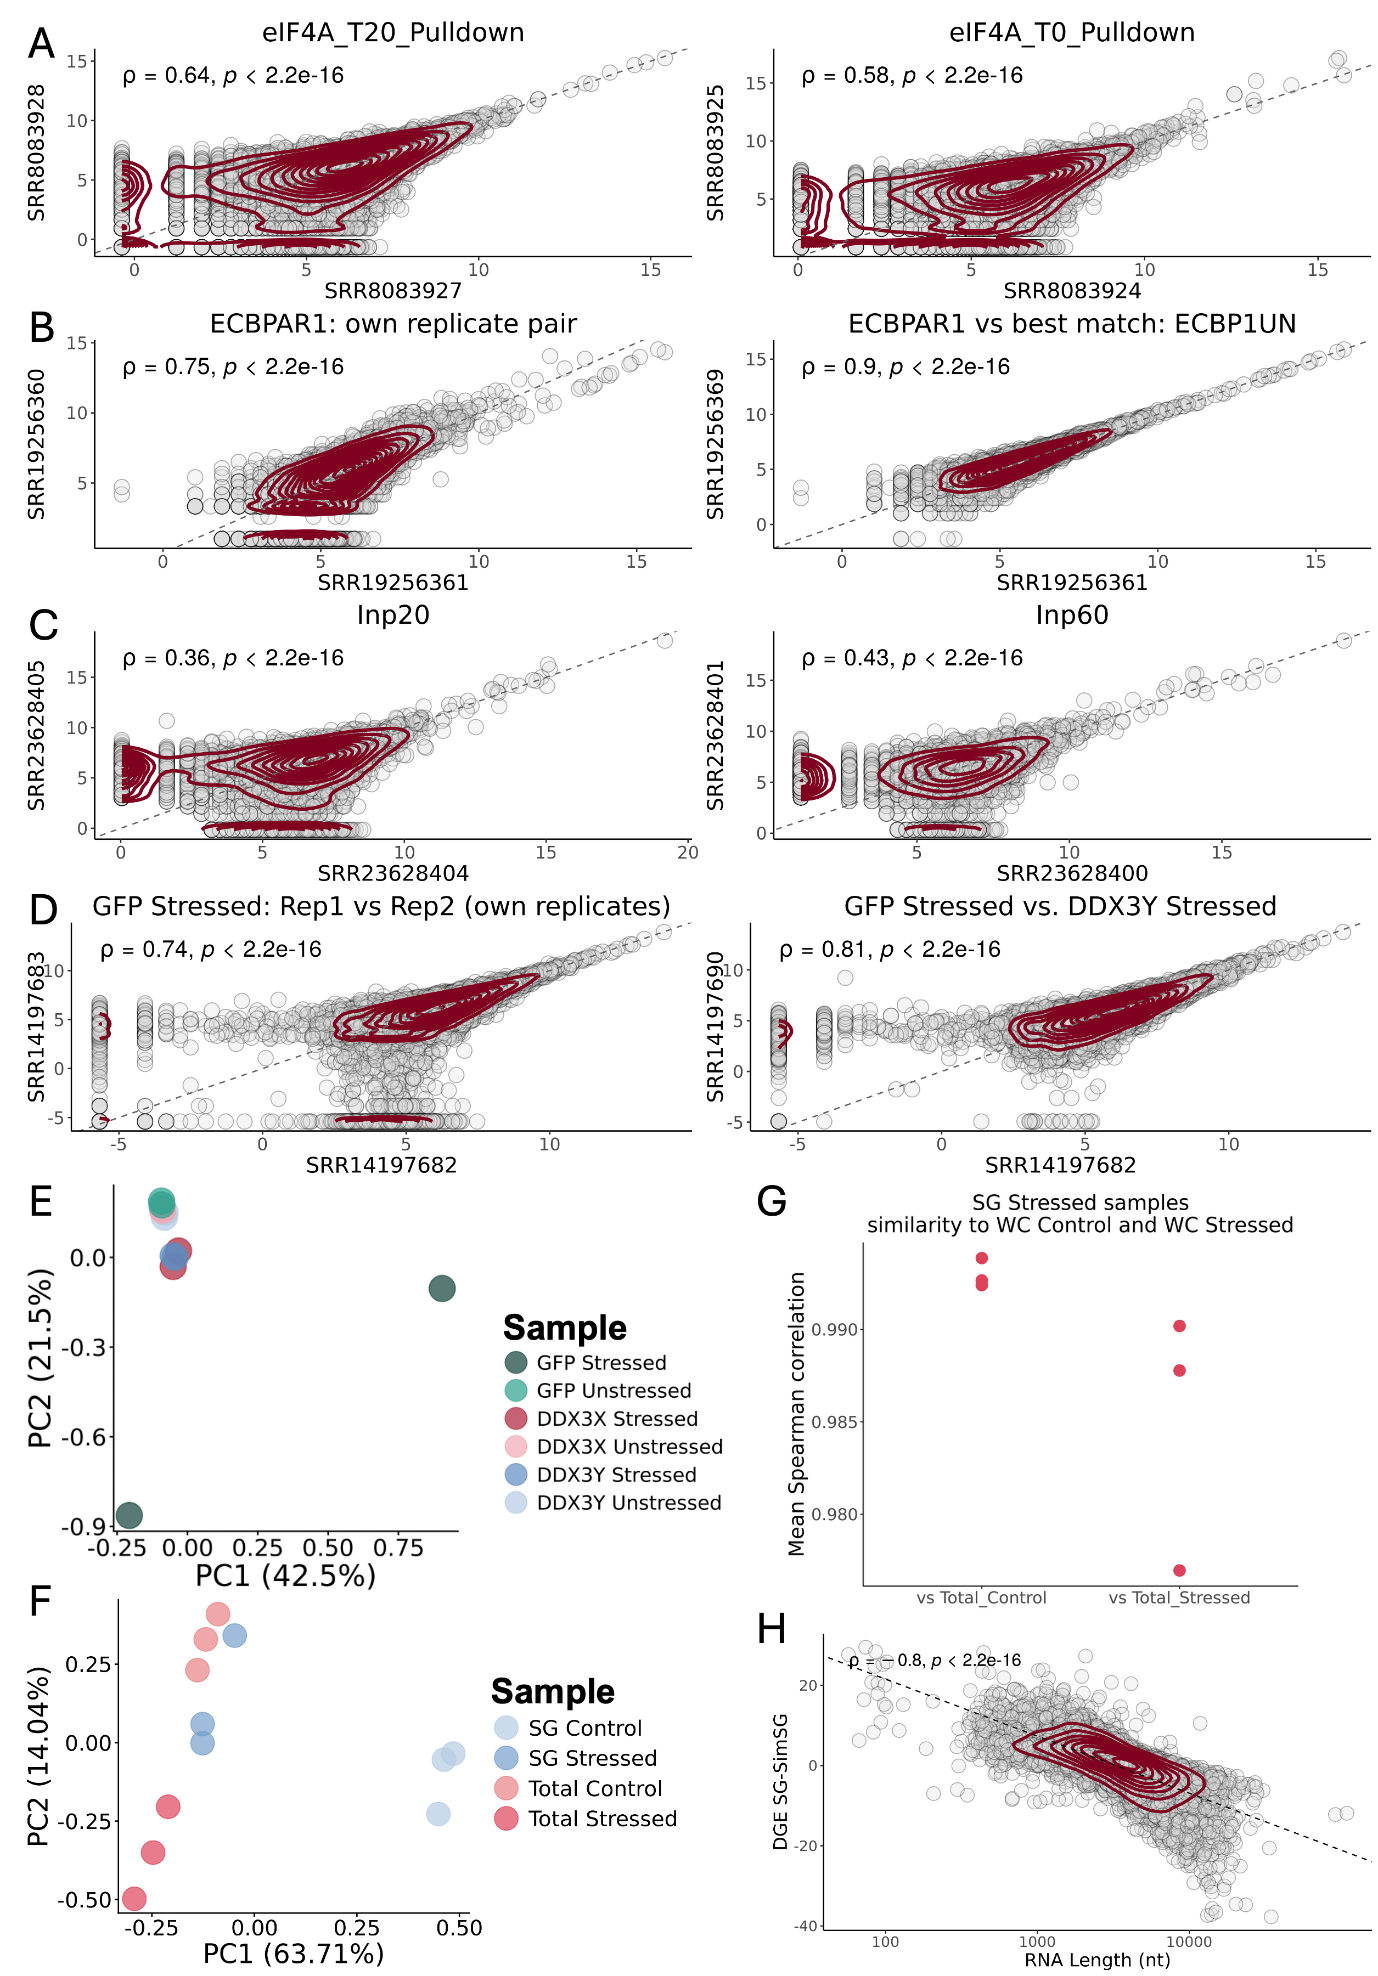 A
eIF4A_T20_Pulldown
eIF4A_T0_Pulldown
ρ = 0.64, p < 2.2e-16
ρ = 0.58, p < 2.2e-16
SRR8083928
SRR8083925
15
10
5
0
15
10
5
0
5
10
15
0
5
10
15
SRR8083927
SRR8083924
B
ECBPAR1: own replicate pair
ECBPAR1 vs best match: ECBP1UN
ρ = 0.75, p < 2.2e-16
ρ = 0.9, p < 2.2e-16
SRR19256360
SRR19256369
15
10
5
15
10
5
0
0
5
10
15
0
5
10
15
SRR19256361
SRR19256361
C
Inp20
Inp60
ρ = 0.36, p < 2.2e-16
ρ = 0.43, p < 2.2e-16
SRR23628405
SRR23628401
15
10
5
0
15
10
5
0
0
5
10
15
20
5
10
15
SRR23628404
SRR23628400
D
GFP Stressed: Rep1 vs Rep2 (own replicates)
GFP Stressed vs. DDX3Y Stressed
ρ = 0.74, p < 2.2e-16
ρ = 0.81, p < 2.2e-16
SRR14197683
SRR14197690
10
5
0
-5
10
5
0
-5
-5
0
5
10
-5
0
5
10
SRR14197682
SRR14197682
E
PC2 (21.5%)
0.0
-0.3
-0.6
-0.9
-0.25
0.00
0.25
0.50
0.75
PC1 (42.5%)
Sample
GFP Stressed
GFP Unstressed
DDX3X Stressed
DDX3X Unstressed
DDX3Y Stressed
DDX3Y Unstressed
G
SG Stressed samples
similarity to WC Control and WC Stressed
Mean Spearman correlation
0.990
0.985
0.980
vs Total_Control
vs Total_Stressed
F
PC2 (14.04%)
0.25
0.00
-0.25
-0.50
-0.25
0.00
0.25
0.50
PC1 (63.71%)
Sample
SG Control
SG Stressed
Total Control
Total Stressed
H
ρ = −0.8, p < 2.2e-16
DGE SG-SimSG
20
0
-20
-40
100
1000
10000
RNA Length (nt)